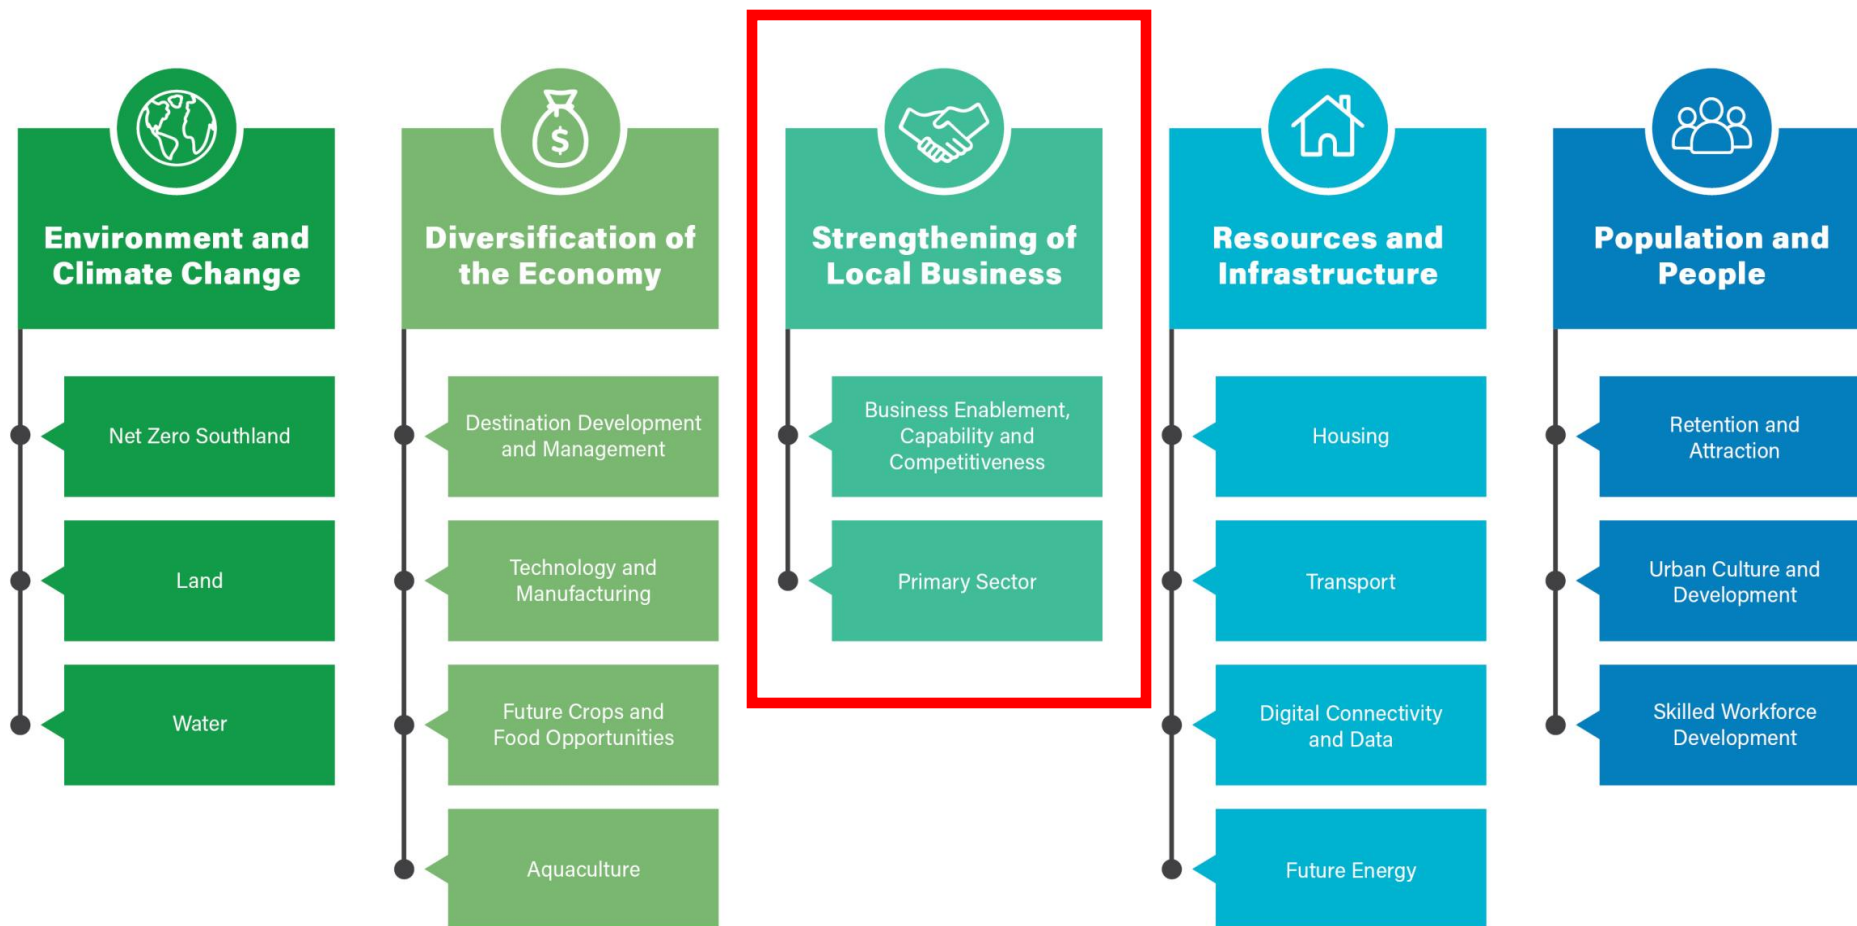 Environment and
Climate Change
Net Zero Southland
Land
Water
$
Diversification of
the Economy
Destination Development
and Management
Technology and
Manufacturing
Future Crops and
Food Opportunities
Aquaculture
Strengthening of
Local Business
Business Enablement,
Capability and
Competitiveness
Primary Sector
Resources and
Infrastructure
Housing
Transport
Digital Connectivity
and Data
Future Energy
Population and
People
Retention and
Attraction
Urban Culture and
Development
Skilled Workforce
Development